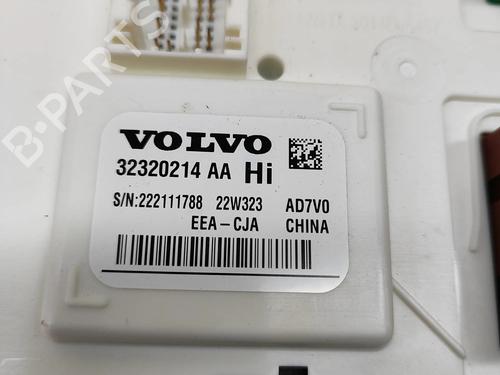 B-PARTS
VOLVO
32320214 AA Hi
S/N:222111788 22W323 AD7V0
EEA-CJA CHINA